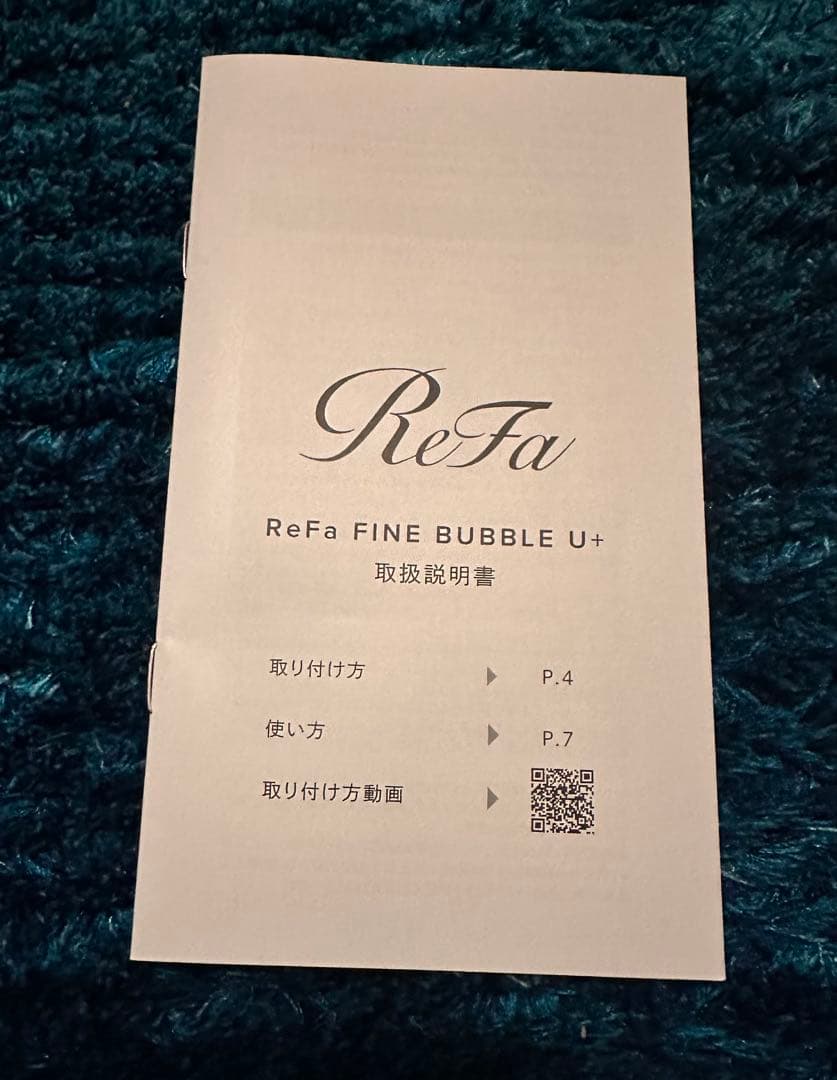 ReFa
ReFa FINE BUBBLE U+
取扱説明書
取り付け方 ▶ P.4
使い方 ▶ P.7
取り付け方動画 ▶